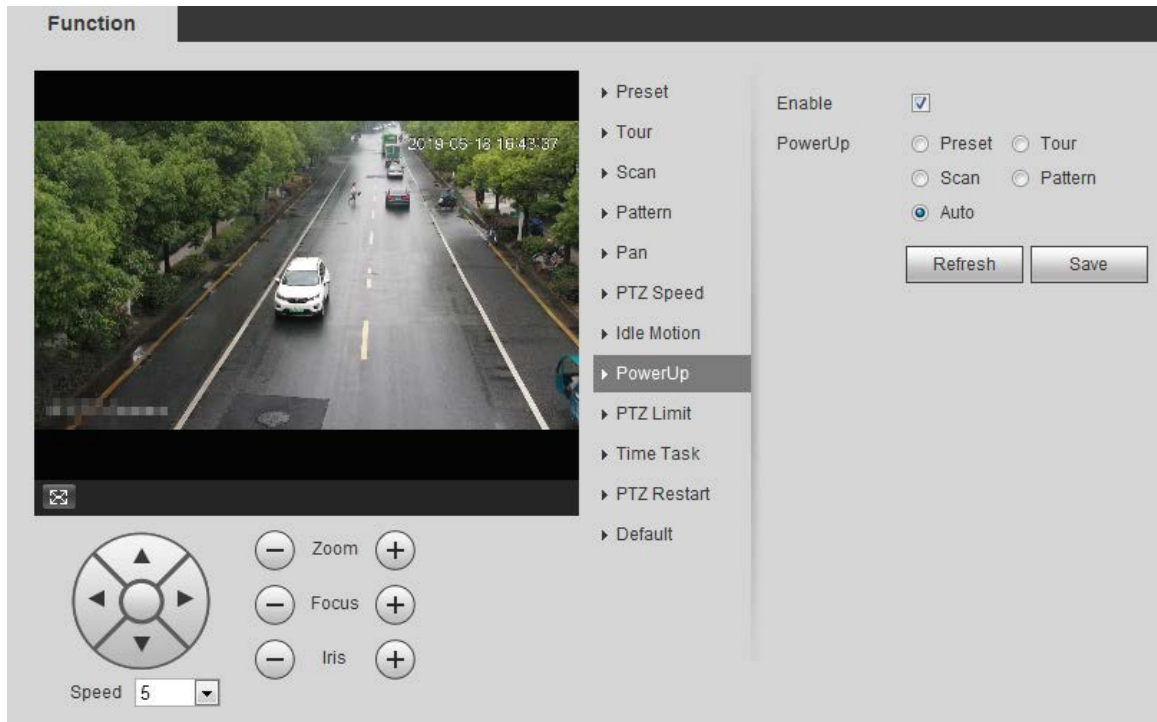 Function
2019-05-18 16:43:37
Preset
Tour
Scan
Pattern
Pan
PTZ Speed
Idle Motion
PowerUp
PTZ Limit
Time Task
PTZ Restart
Default
Enable
PowerUp
Preset Tour
Scan Pattern
Auto
Refresh Save
Zoom
Focus
Iris
Speed 5